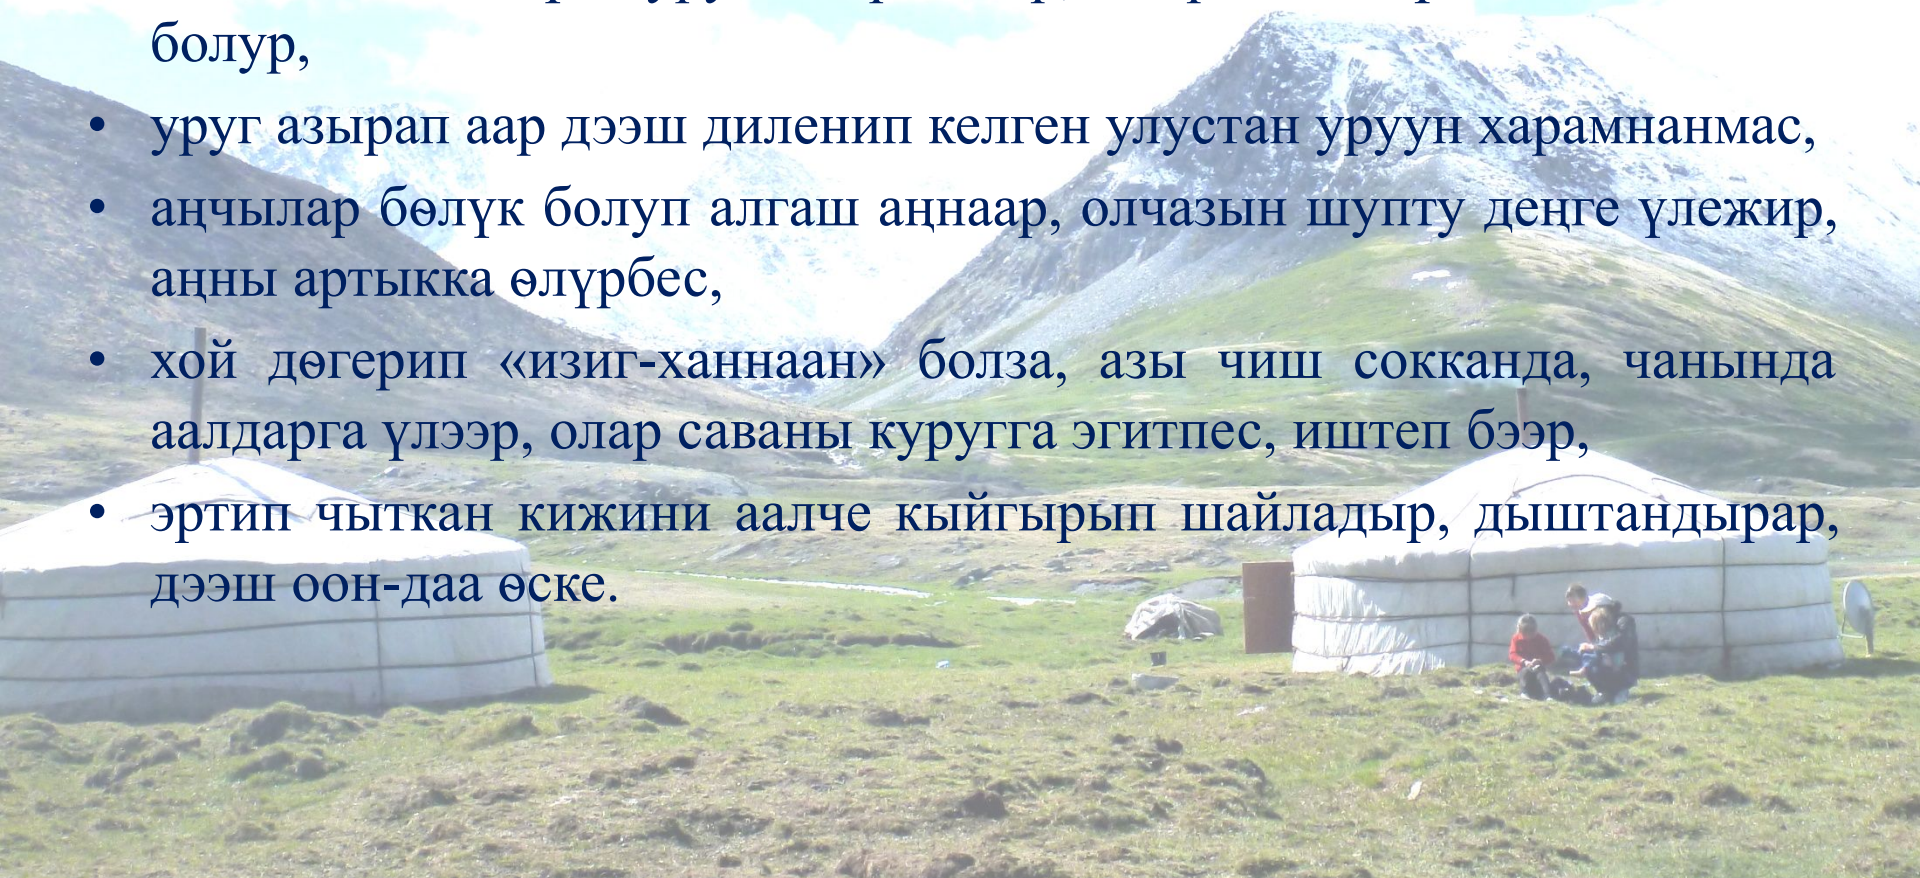 болур,
• уруг азырап аар дээш диленип келген улустан уруун харамнанмас,
• аңчылар бөлүк болуп алгаш аңнаар, олчазын шупту деңге үлежир,
аңны артыкка өлүрбес,
• хой дөгерип «изиг-ханнаан» болза, азы чиш сокканда, чанында
аалдарга үлээр, олар саваны куругга эгитпес, иштеп бээр,
• эртип чыткан кижини аалче кыйгырып шайладыр, дыштандырар,
дээш оон-даа өске.